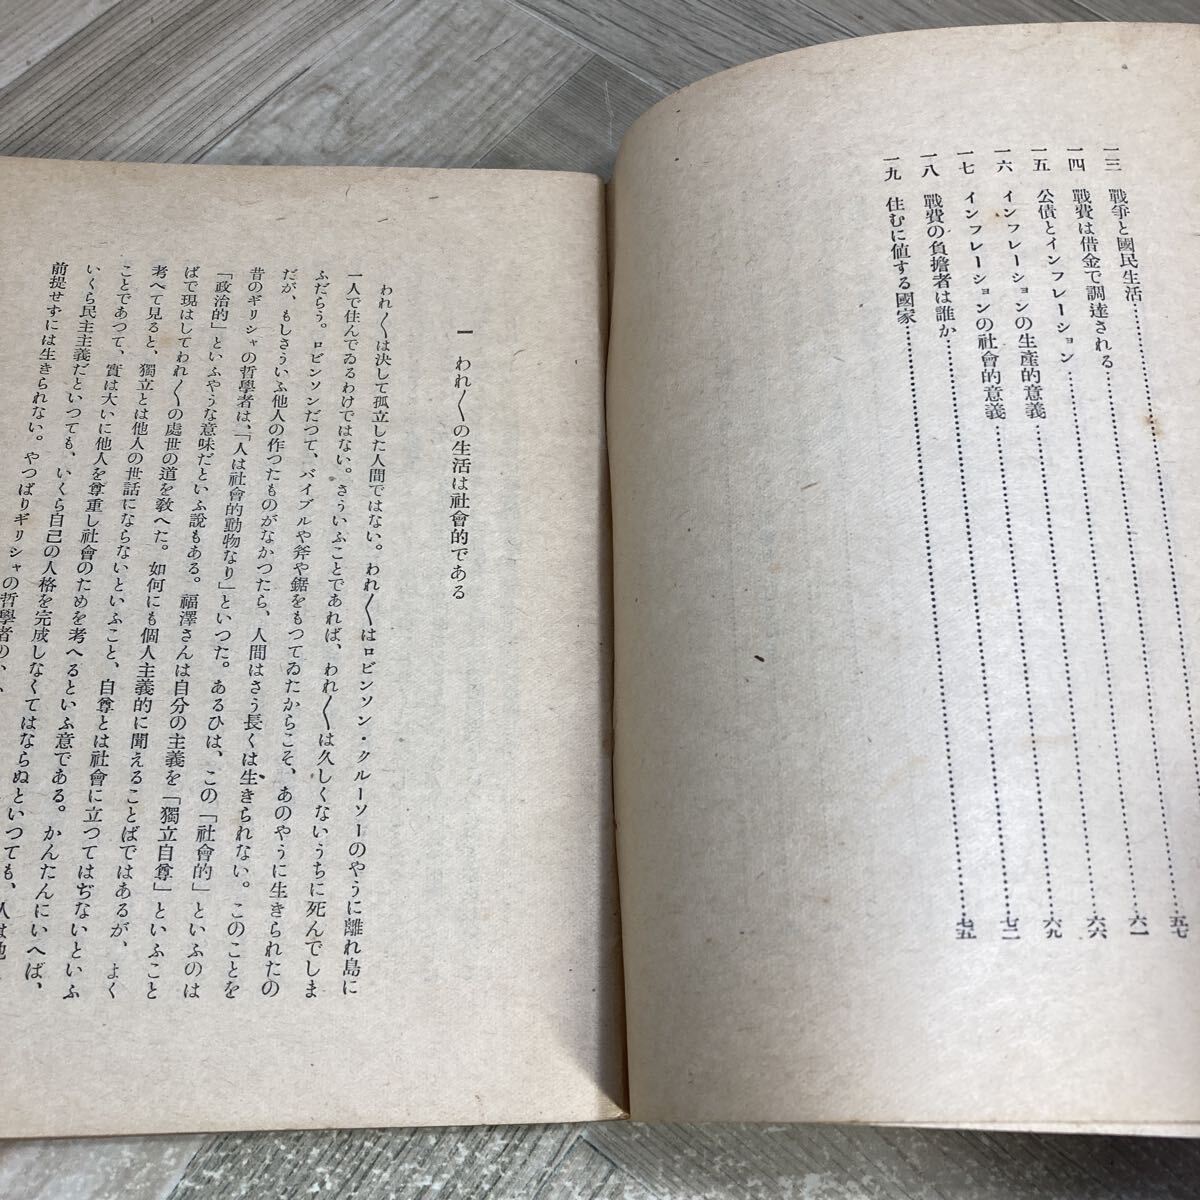 一三 戰爭と國民生活……五七
一四 戰費は借金で調達される……六一
一五 公債とインフレーション……六六
一六 インフレーションの生産的意義……六九
一七 インフレーションの社會的意義……七二
一八 戰費の負擔者は誰か……七五
一九 住むに値する國家……
一 われ〱の生活は社會的である
われ〱は決して孤立した人間ではない。われ〱はロビンソン・クルーソーのやうに離れ島に
一人で住んでゐるわけではない。さういふことであれば、われ〱は久しくないうちに死んでしま
ふだらう。ロビンソンだつて、バイブルや斧や鋸をもつてゐたからこそ、あのやうに生きられたの
だが、もしさういふ他人の作つたものがなかつたら、人間はさう長くは生きられない。このことを
昔のギリシャの哲學者は、「人は社會的動物なり」といつた。あるひは、この「社會的」といふのは
「政治的」といふやうな意味だといふ說もある。福澤さんは自分の主義を「獨立自尊」といふこと
ばで現はしてわれ〱の處世の道を敎へた。如何にも個人主義的に聞えることばではあるが、よく
考へて見ると、獨立とは他人の世話にならないといふこと、自尊とは社會に立つてはぢないといふ
ことであつて、實は大いに他人を尊重し社會のためを考へるといふ意である。かんたんにいへば、
いくら民主主義だといつても、いくら自己の人格を完成しなくてはならぬといつても、人は他
前提せずには生きられない。やつぱりギリシャの哲學者の